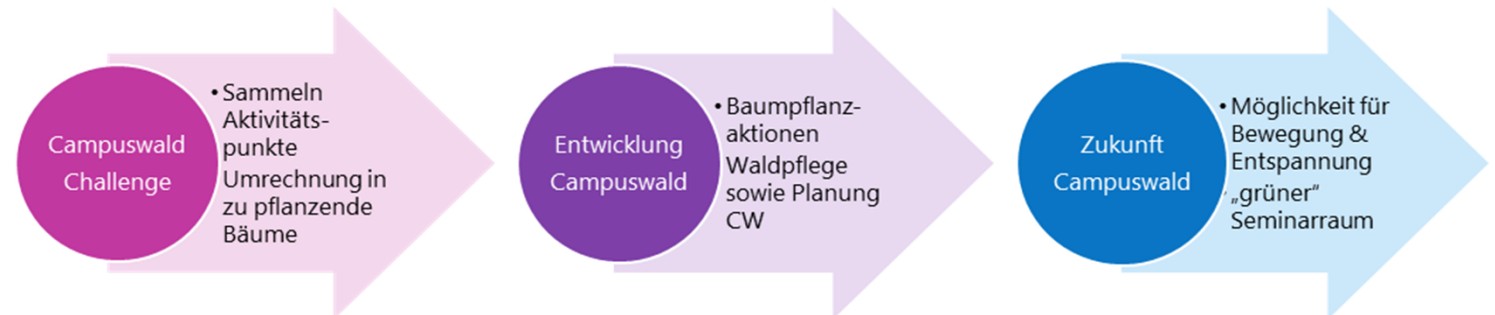 Campuswald
Challenge
• Sammeln
Aktivitäts-
punkte
Umrechnung in
zu pflanzende
Bäume
Entwicklung
Campuswald
• Baumpflanz-
aktionen
Waldpflege
sowie Planung
CW
Zukunft
Campuswald
• Möglichkeit für
Bewegung &
Entspannung
„grüner“
Seminarraum